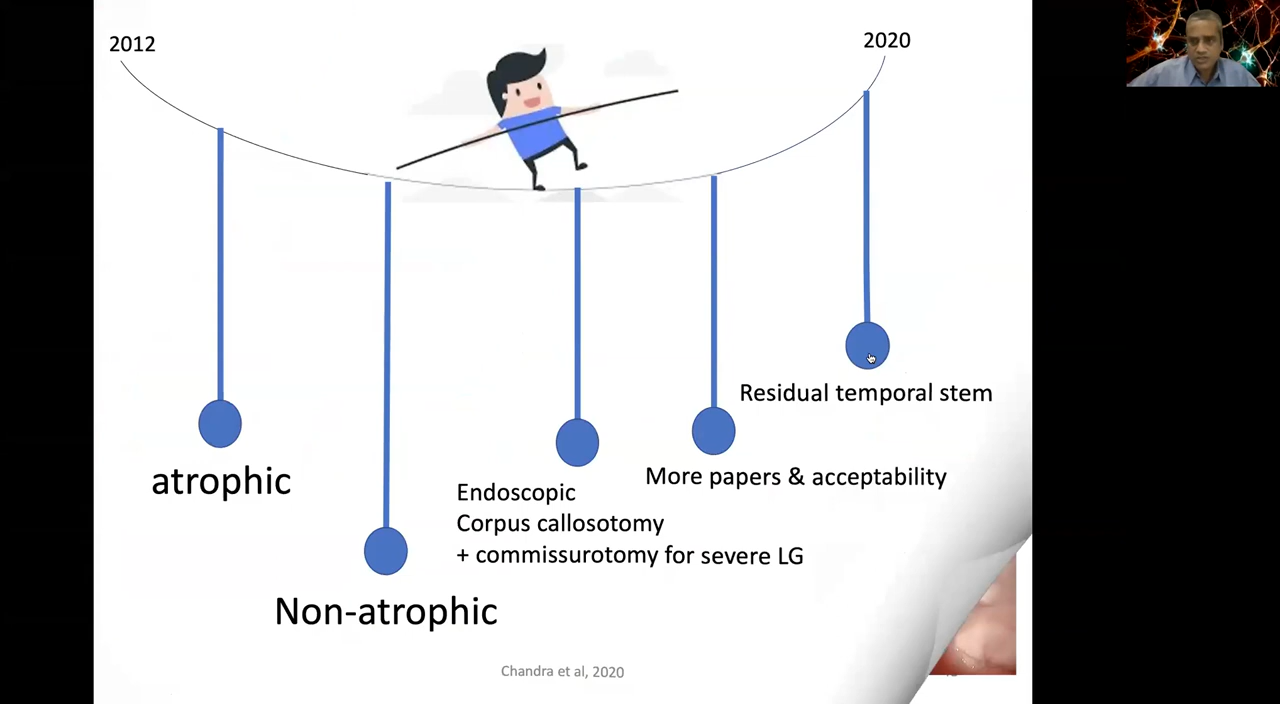 2012
2020
Residual temporal stem
atrophic
More papers & acceptability
Endoscopic
Corpus callosotomy
+ commissurotomy for severe LG
Non-atrophic
Chandra et al, 2020